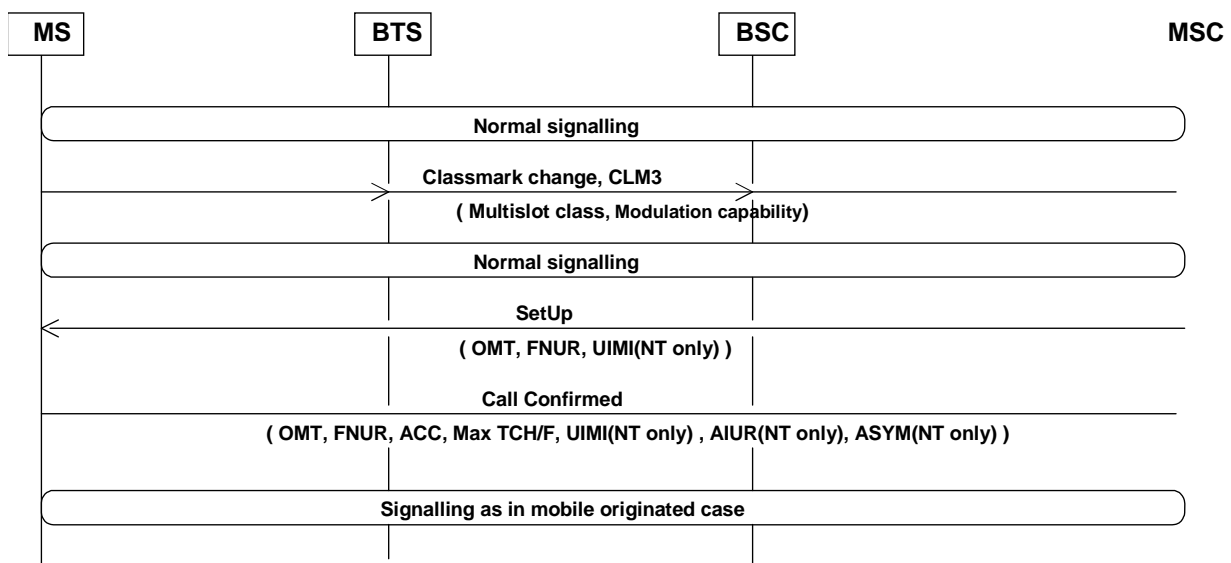 MS BTS BSC MSC
Normal signalling
Classmark change, CLM3
( Multislot class, Modulation capability)
Normal signalling
SetUp
( OMT, FNUR, UIMI(NT only) )
Call Confirmed
( OMT, FNUR, ACC, Max TCH/F, UIMI(NT only) , AIUR(NT only), ASYM(NT only) )
Signalling as in mobile originated case